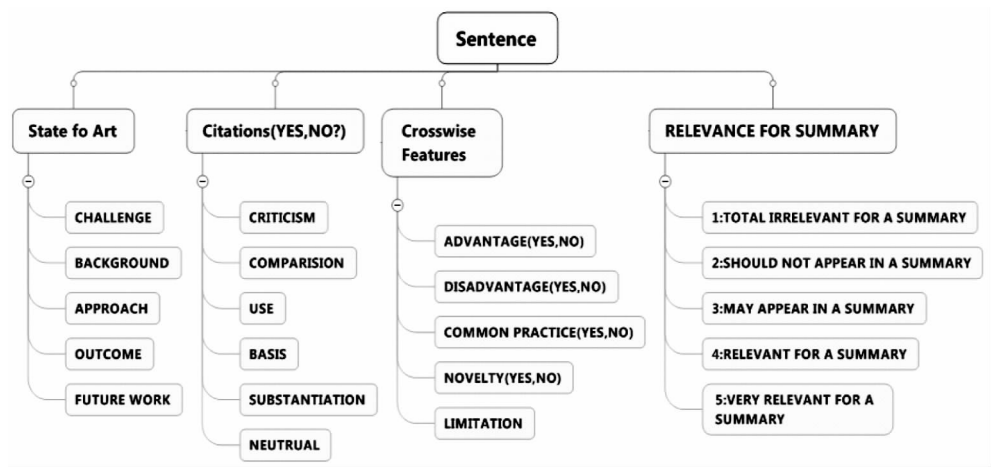 Sentence
State fo Art
CHALLENGE
BACKGROUND
APPROACH
OUTCOME
FUTURE WORK
Citations(YES,NO?)
CRITICISM
COMPARISION
USE
BASIS
SUBSTANTIATION
NEUTRUAL
Crosswise
Features
ADVANTAGE(YES,NO)
DISADVANTAGE(YES,NO)
COMMON PRACTICE(YES,NO)
NOVELTY(YES,NO)
LIMITATION
RELEVANCE FOR SUMMARY
1:TOTAL IRRELEVANT FOR A SUMMARY
2:SHOULD NOT APPEAR IN A SUMMARY
3:MAY APPEAR IN A SUMMARY
4:RELEVANT FOR A SUMMARY
5:VERY RELEVANT FOR A
SUMMARY